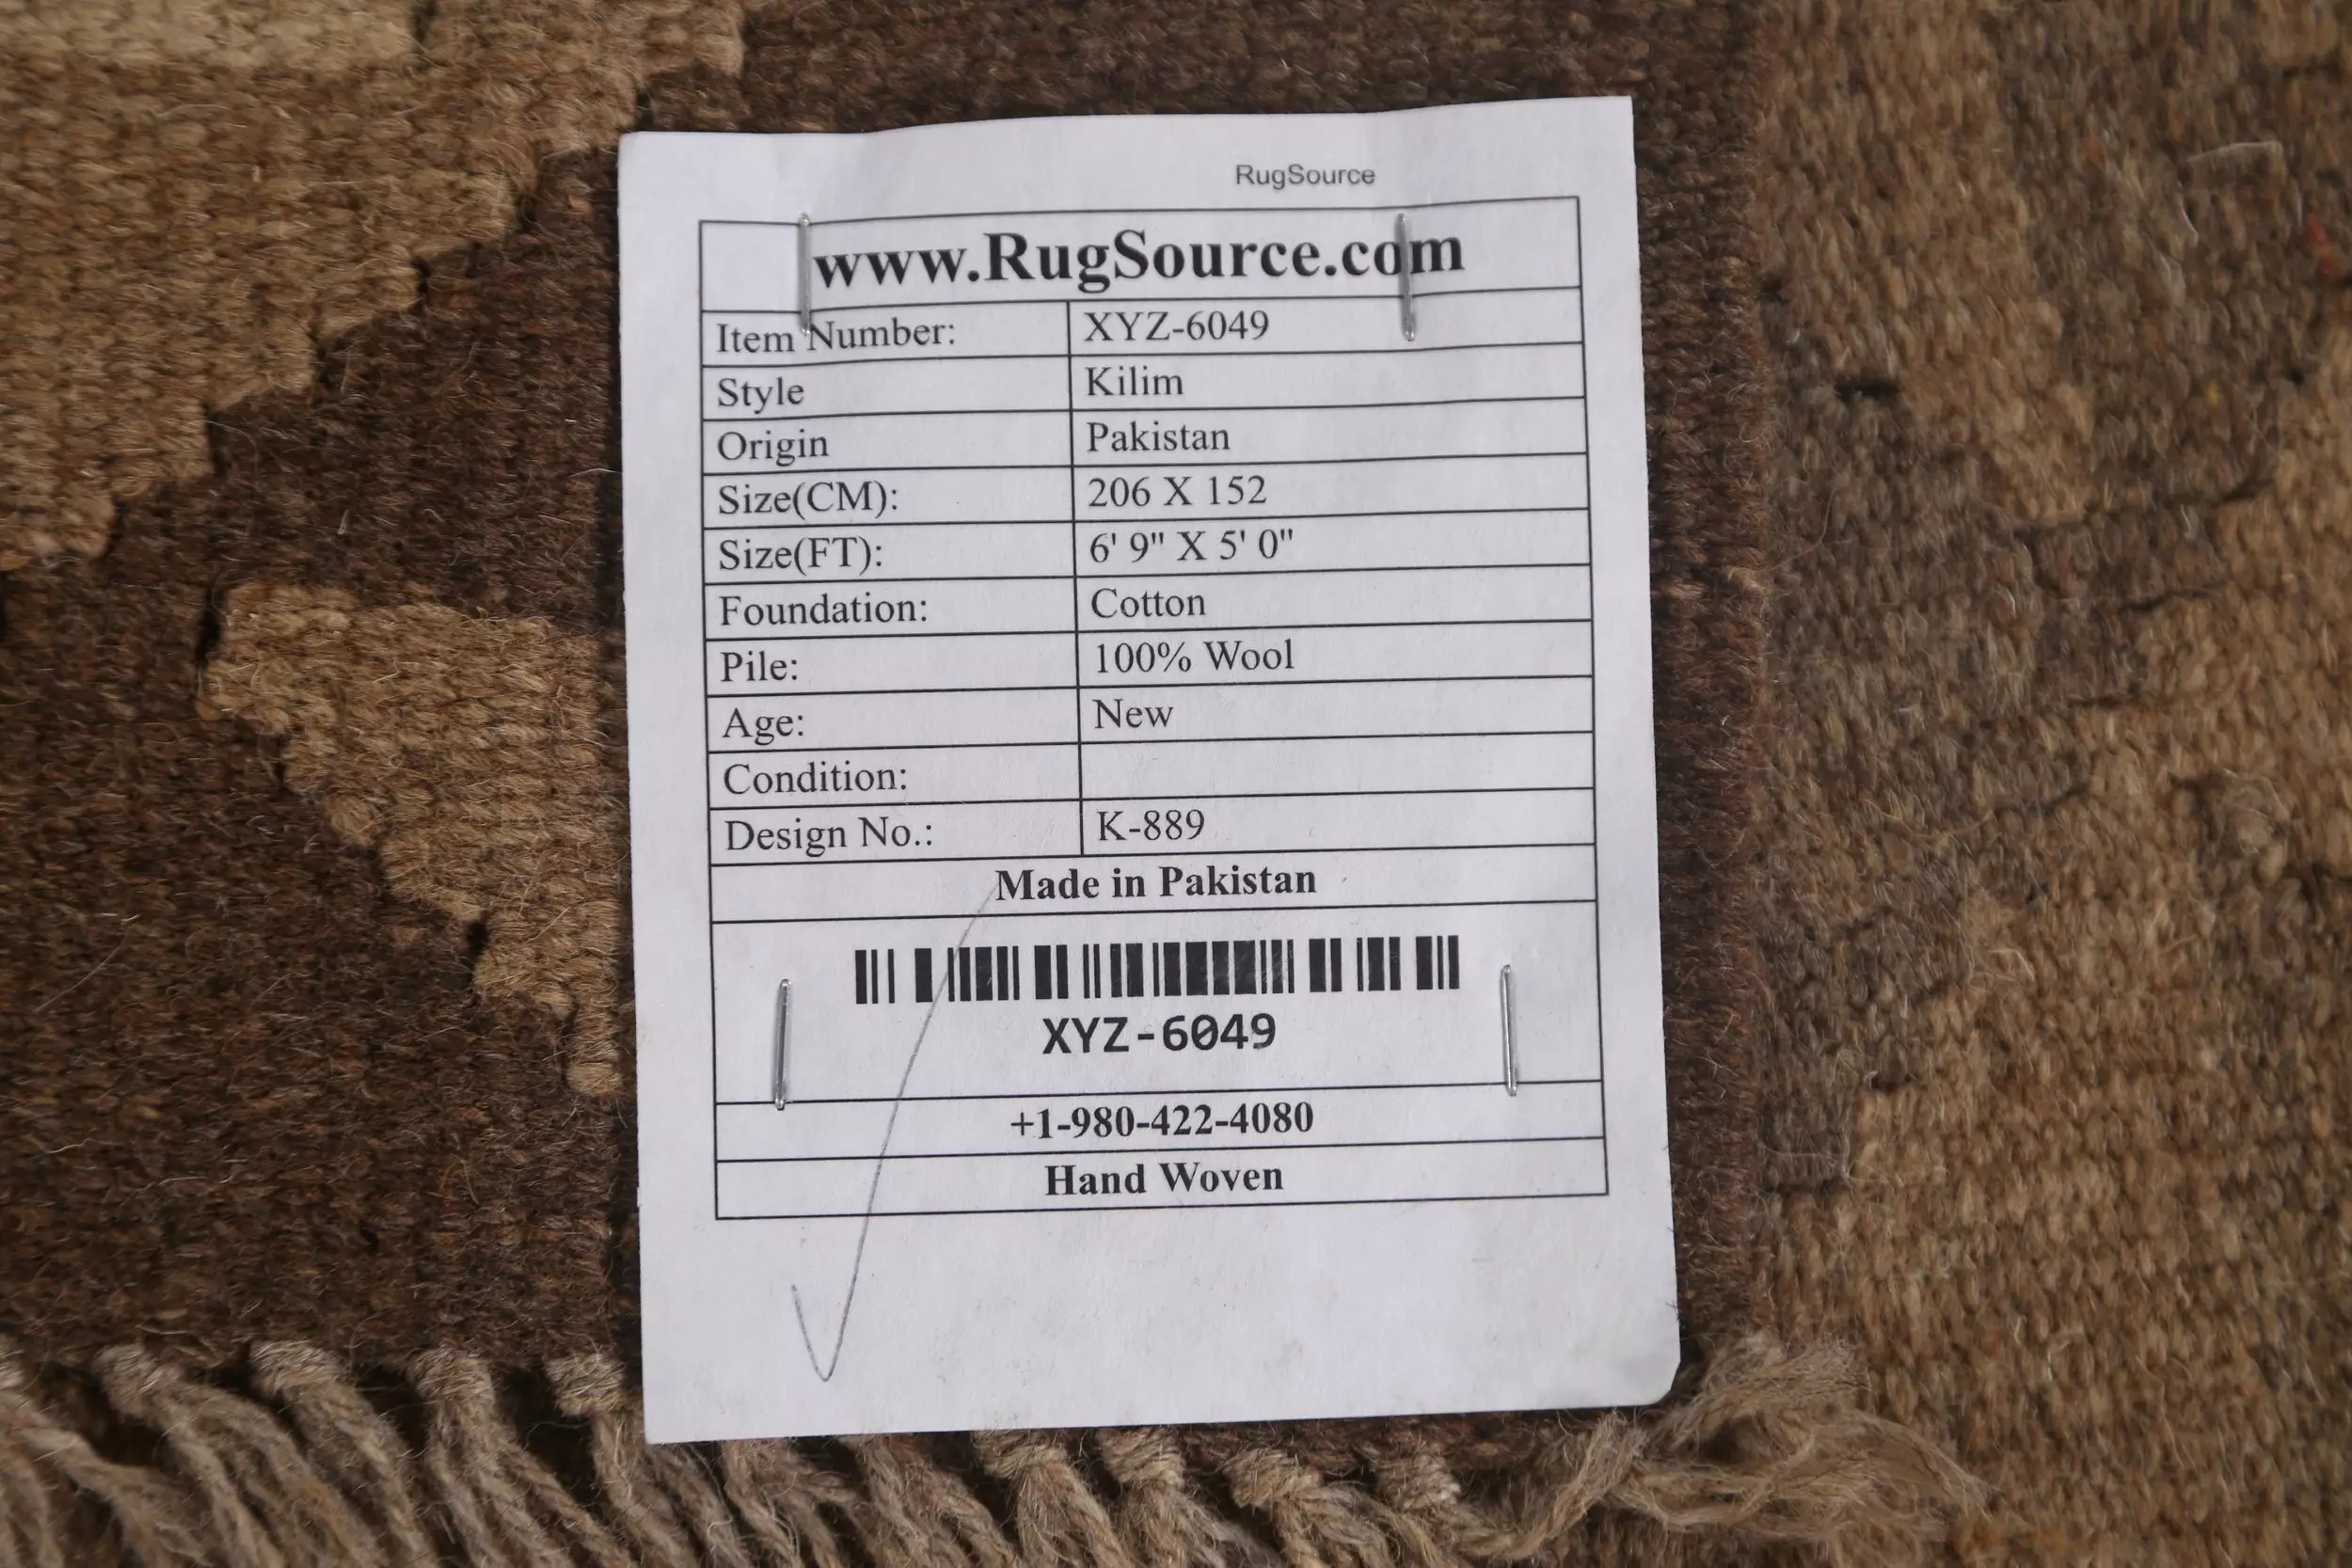 RugSource
www.RugSource.com
Item Number: XYZ-6049
Style Kilim
Origin Pakistan
Size(CM): 206 X 152
Size(FT): 6' 9" X 5' 0"
Foundation: Cotton
Pile: 100% Wool
Age: New
Condition:
Design No.: K-889
Made in Pakistan
XYZ-6049
+1-980-422-4080
Hand Woven